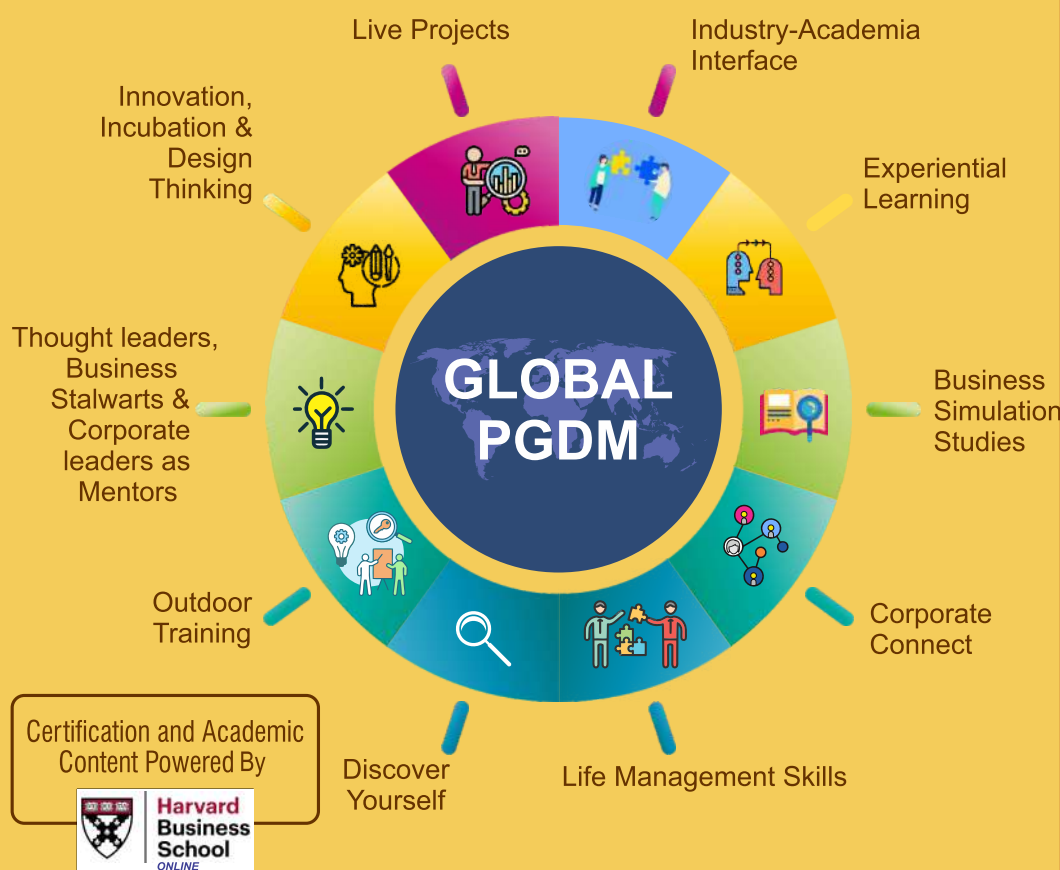 Live Projects
Industry-Academia
Interface
Innovation,
Incubation &
Design
Thinking
Experiential
Learning
Thought leaders,
Business
Stalwarts &
Corporate
leaders as
Mentors
GLOBAL
PGDM
Business
Simulation
Studies
Outdoor
Training
Corporate
Connect
Discover
Yourself
Life Management Skills
Certification and Academic
Content Powered By
Harvard
Business
School
ONLINE